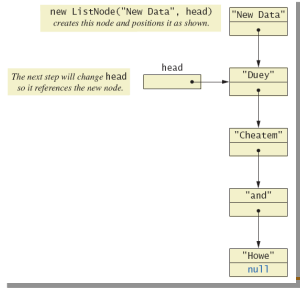 new ListNode("New Data", head)
creates this node and positions it as shown.
"New Data"
head
The next step will change head
so it references the new node.
"Duey"
"Cheatem"
"and"
"Howe"
null